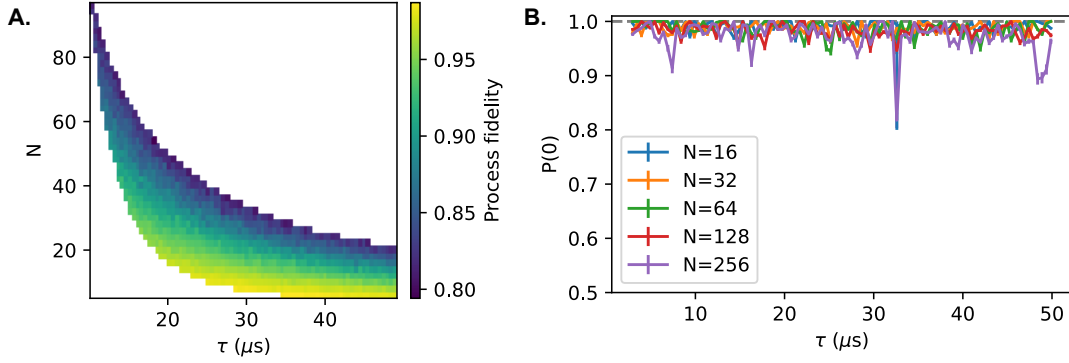 A.
80
60
40
20
N
20 30 40
τ (μs)
0.95
0.90
0.85
0.80
Process fidelity
B.
1.0
0.9
0.8
0.7
0.6
0.5
P(0)
N=16
N=32
N=64
N=128
N=256
10 20 30 40 50
τ (μs)